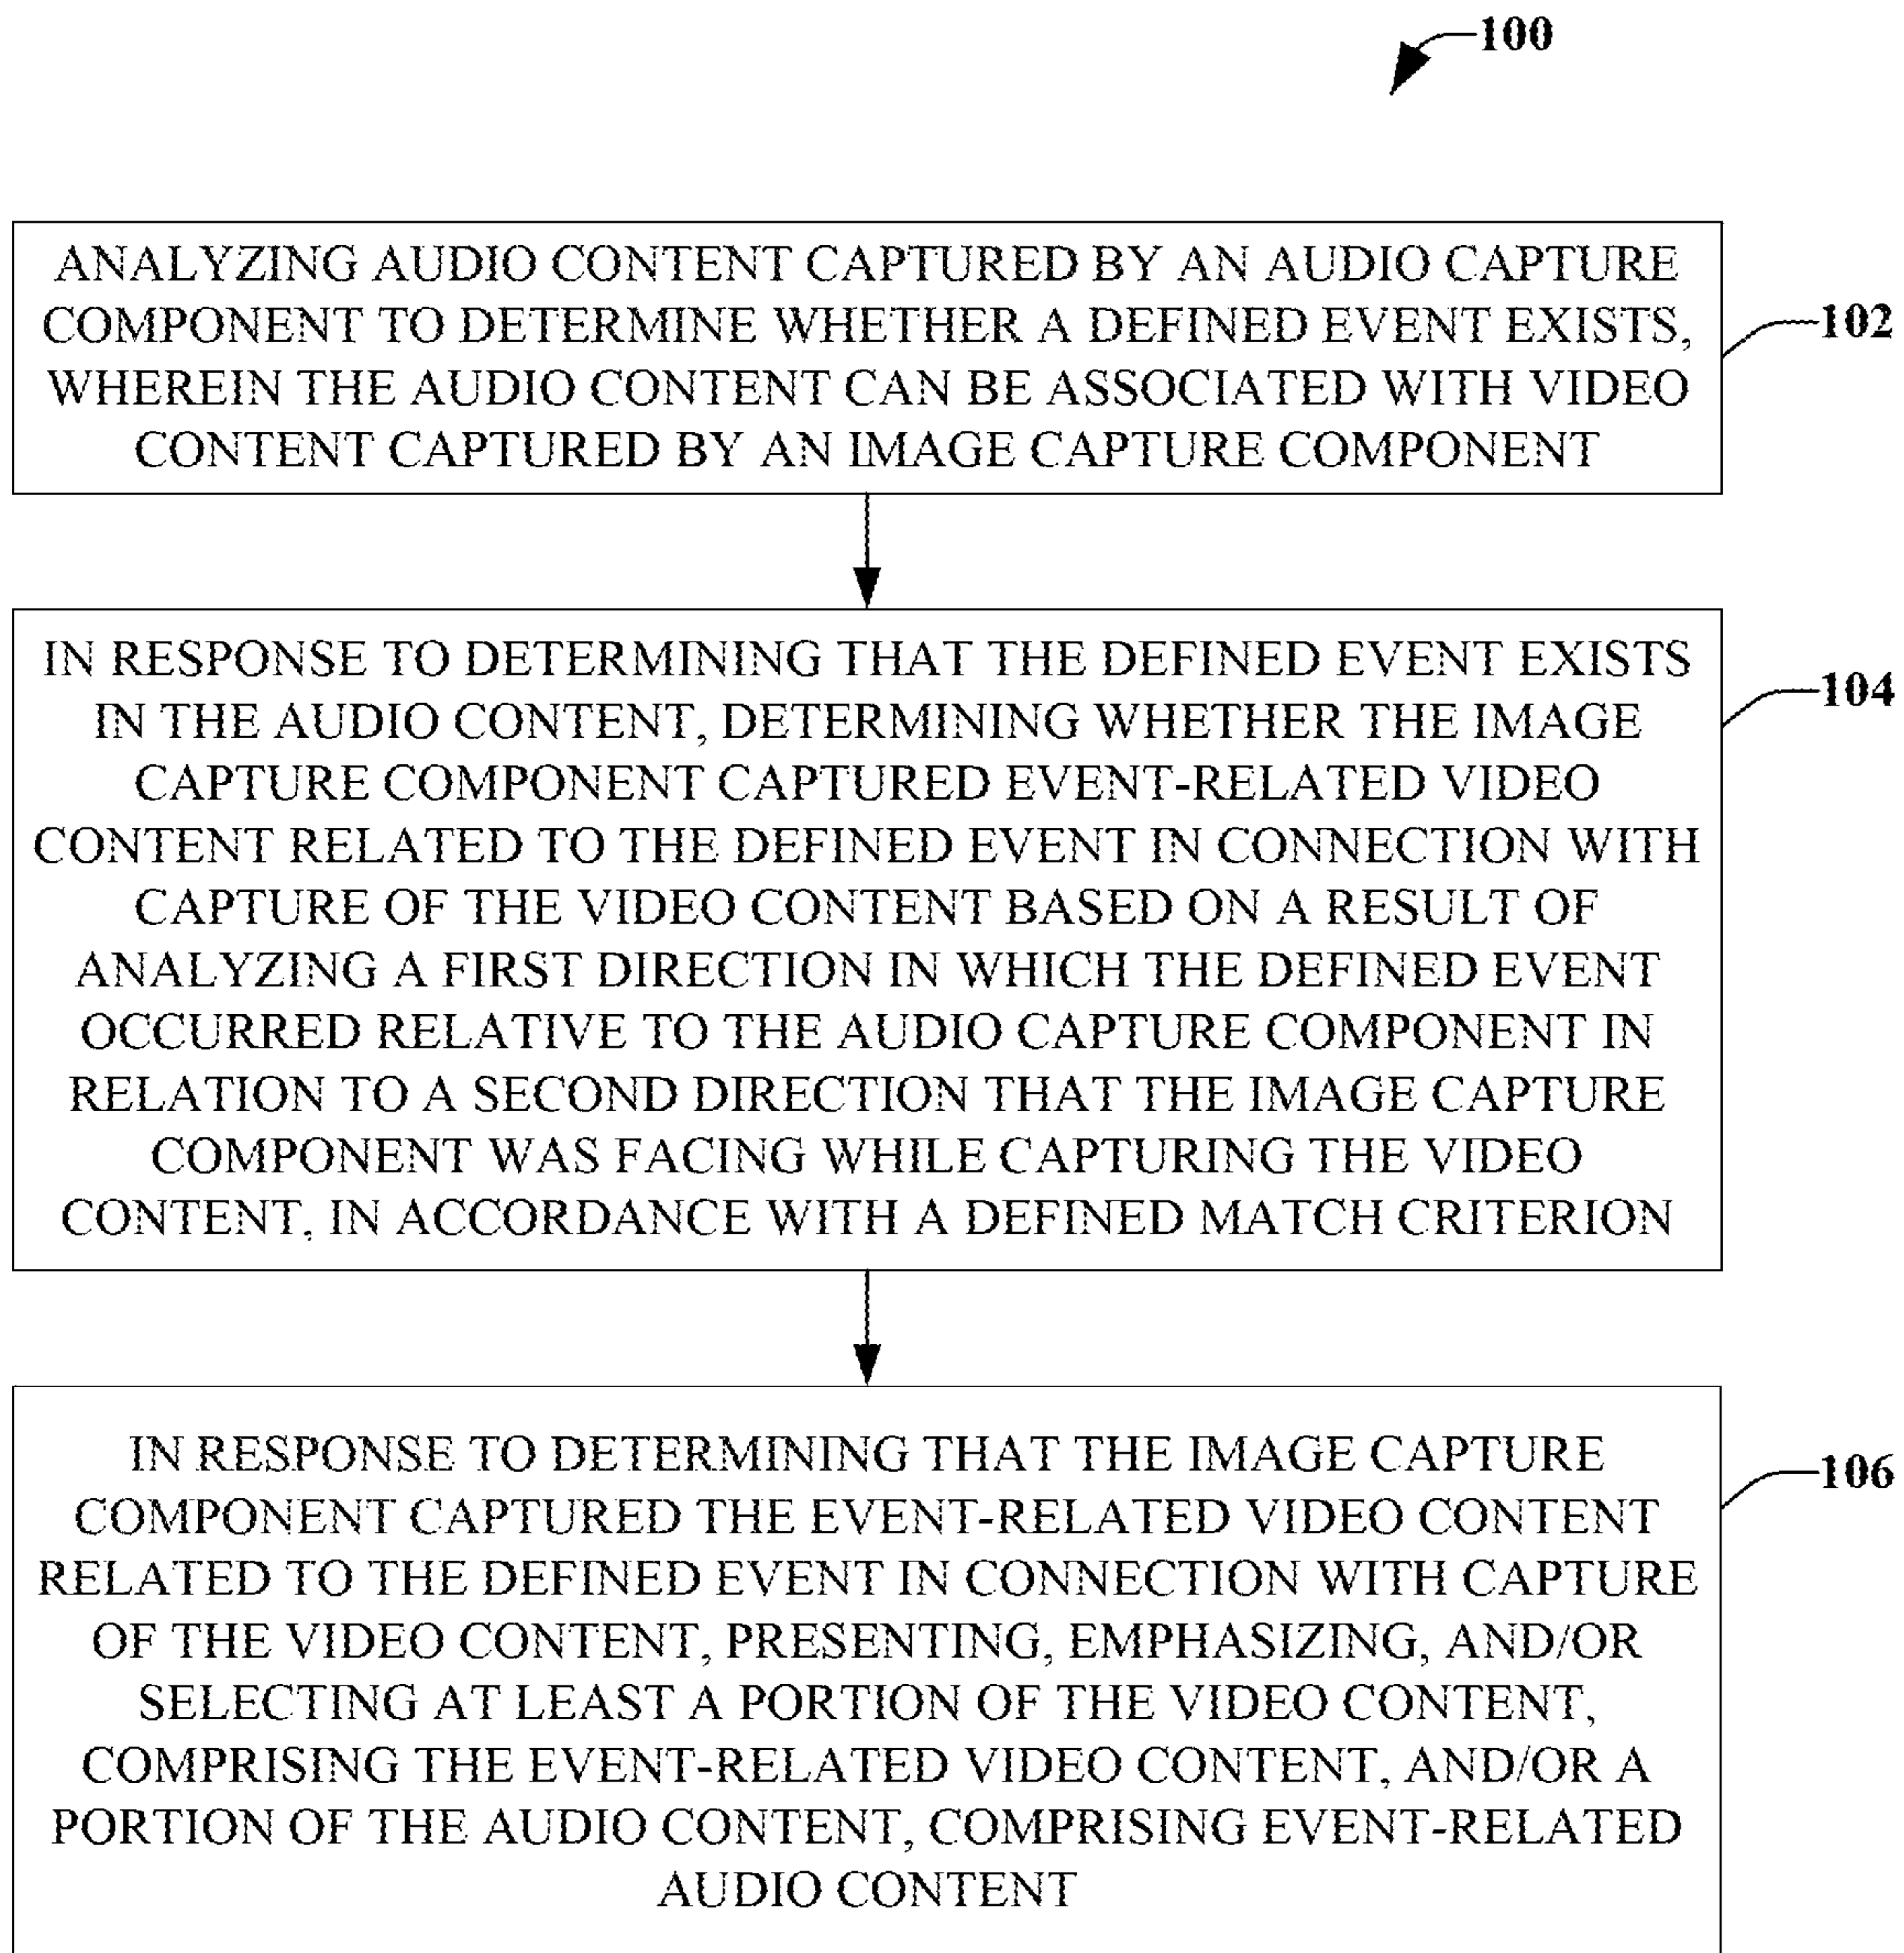 100
ANALYZING AUDIO CONTENT CAPTURED BY AN AUDIO CAPTURE
COMPONENT TO DETERMINE WHETHER A DEFINED EVENT EXISTS,
WHEREIN THE AUDIO CONTENT CAN BE ASSOCIATED WITH VIDEO
CONTENT CAPTURED BY AN IMAGE CAPTURE COMPONENT
102
IN RESPONSE TO DETERMINING THAT THE DEFINED EVENT EXISTS
IN THE AUDIO CONTENT, DETERMINING WHETHER THE IMAGE
CAPTURE COMPONENT CAPTURED EVENT-RELATED VIDEO
CONTENT RELATED TO THE DEFINED EVENT IN CONNECTION WITH
CAPTURE OF THE VIDEO CONTENT BASED ON A RESULT OF
ANALYZING A FIRST DIRECTION IN WHICH THE DEFINED EVENT
OCCURRED RELATIVE TO THE AUDIO CAPTURE COMPONENT IN
RELATION TO A SECOND DIRECTION THAT THE IMAGE CAPTURE
COMPONENT WAS FACING WHILE CAPTURING THE VIDEO
CONTENT, IN ACCORDANCE WITH A DEFINED MATCH CRITERION
104
IN RESPONSE TO DETERMINING THAT THE IMAGE CAPTURE
COMPONENT CAPTURED THE EVENT-RELATED VIDEO CONTENT
RELATED TO THE DEFINED EVENT IN CONNECTION WITH CAPTURE
OF THE VIDEO CONTENT, PRESENTING, EMPHASIZING, AND/OR
SELECTING AT LEAST A PORTION OF THE VIDEO CONTENT,
COMPRISING THE EVENT-RELATED VIDEO CONTENT, AND/OR A
PORTION OF THE AUDIO CONTENT, COMPRISING EVENT-RELATED
AUDIO CONTENT
106